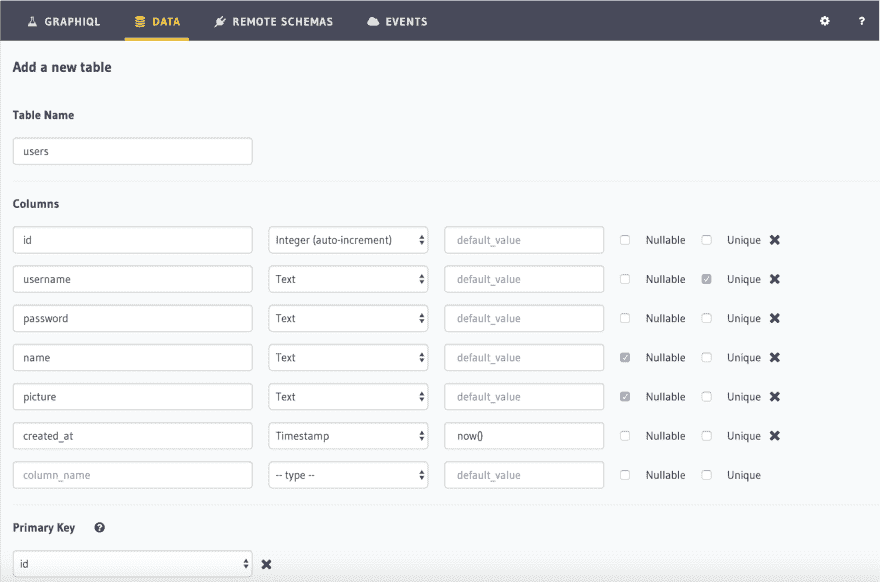 GRAPHIQL DATA REMOTE SCHEMAS EVENTS ?
Add a new table
Table Name
users
Columns
id Integer (auto-increment) default_value Nullable Unique
username Text default_value Nullable Unique
password Text default_value Nullable Unique
name Text default_value Nullable Unique
picture Text default_value Nullable Unique
created_at Timestamp now() Nullable Unique
column_name -- type -- default_value Nullable Unique
Primary Key ?
id